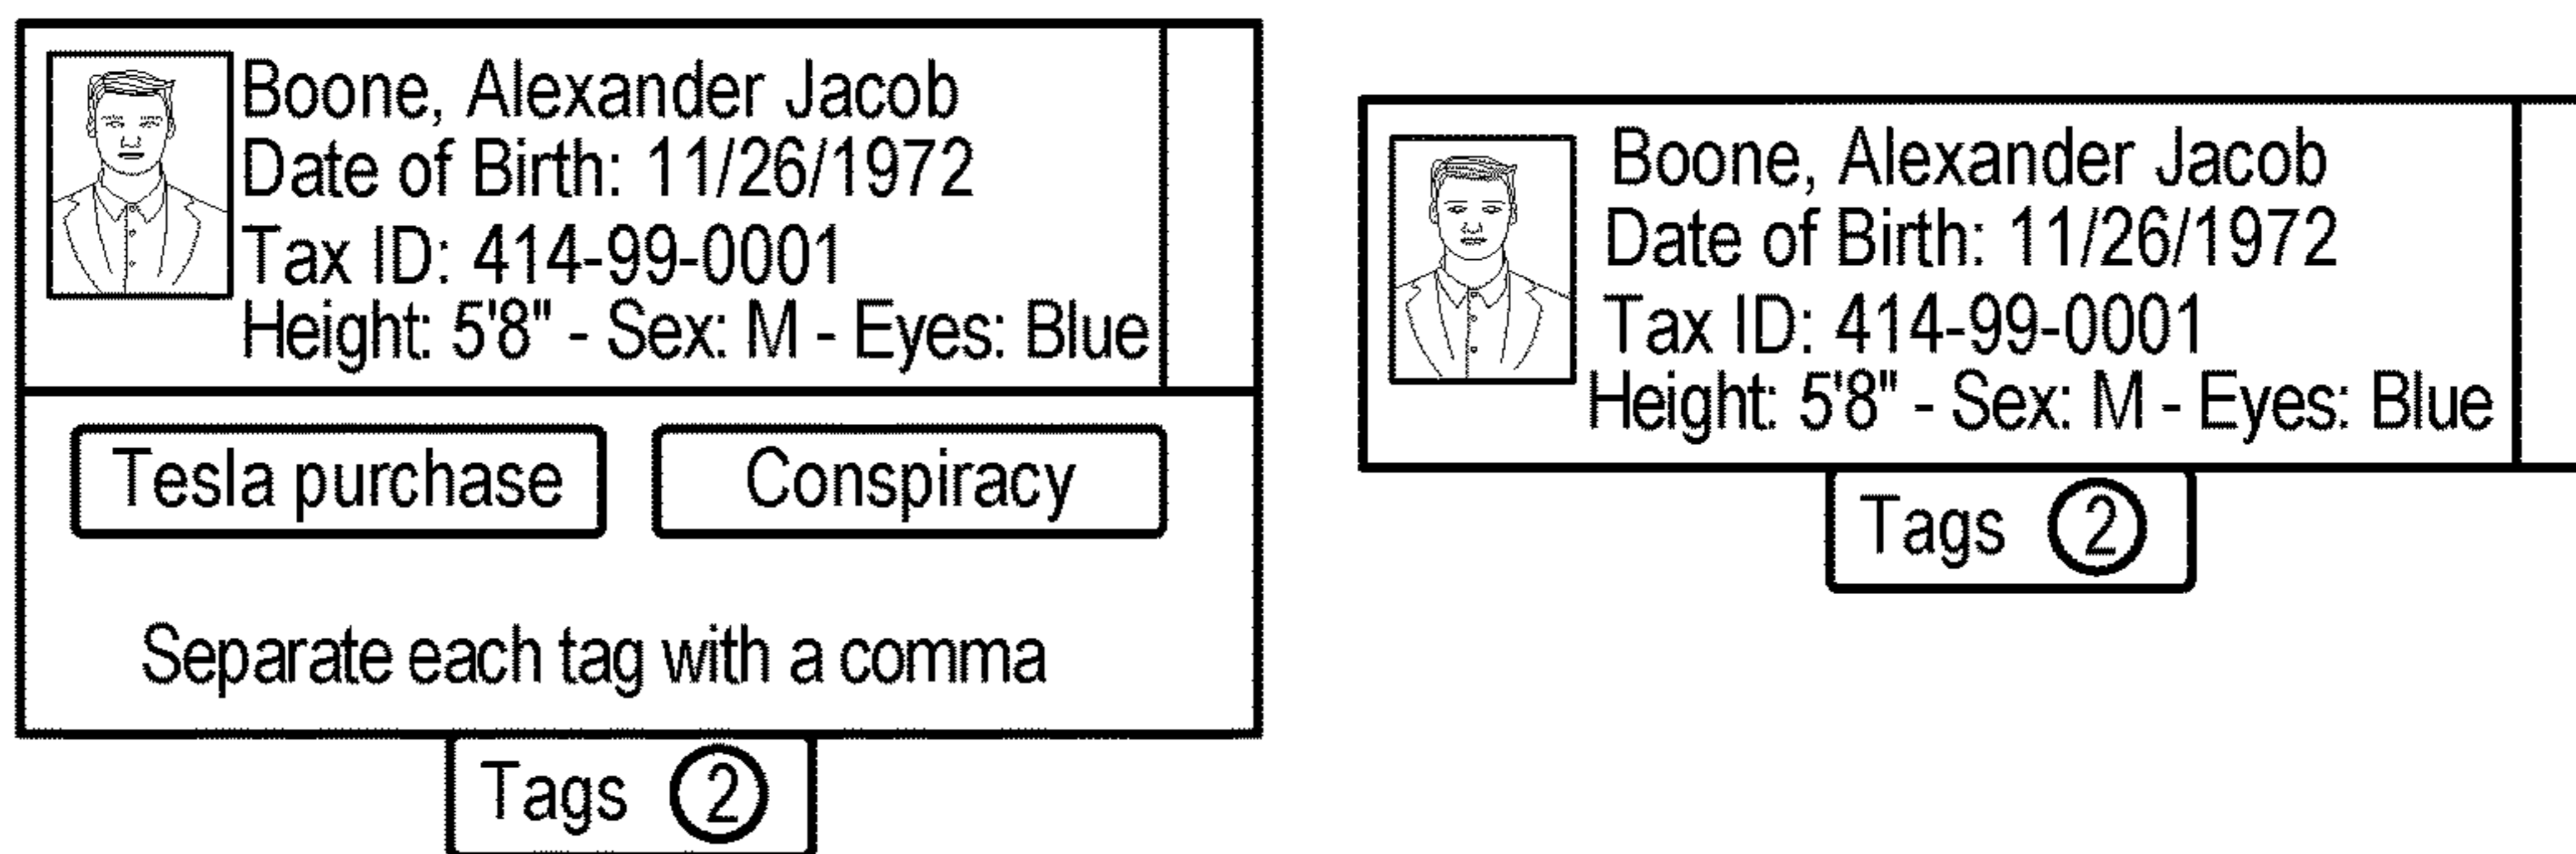 Boone, Alexander Jacob
Date of Birth: 11/26/1972
Tax ID: 414-99-0001
Height: 5'8" - Sex: M - Eyes: Blue
Tesla purchase
Conspiracy
Separate each tag with a comma
Tags 2
Boone, Alexander Jacob
Date of Birth: 11/26/1972
Tax ID: 414-99-0001
Height: 5'8" - Sex: M - Eyes: Blue
Tags 2